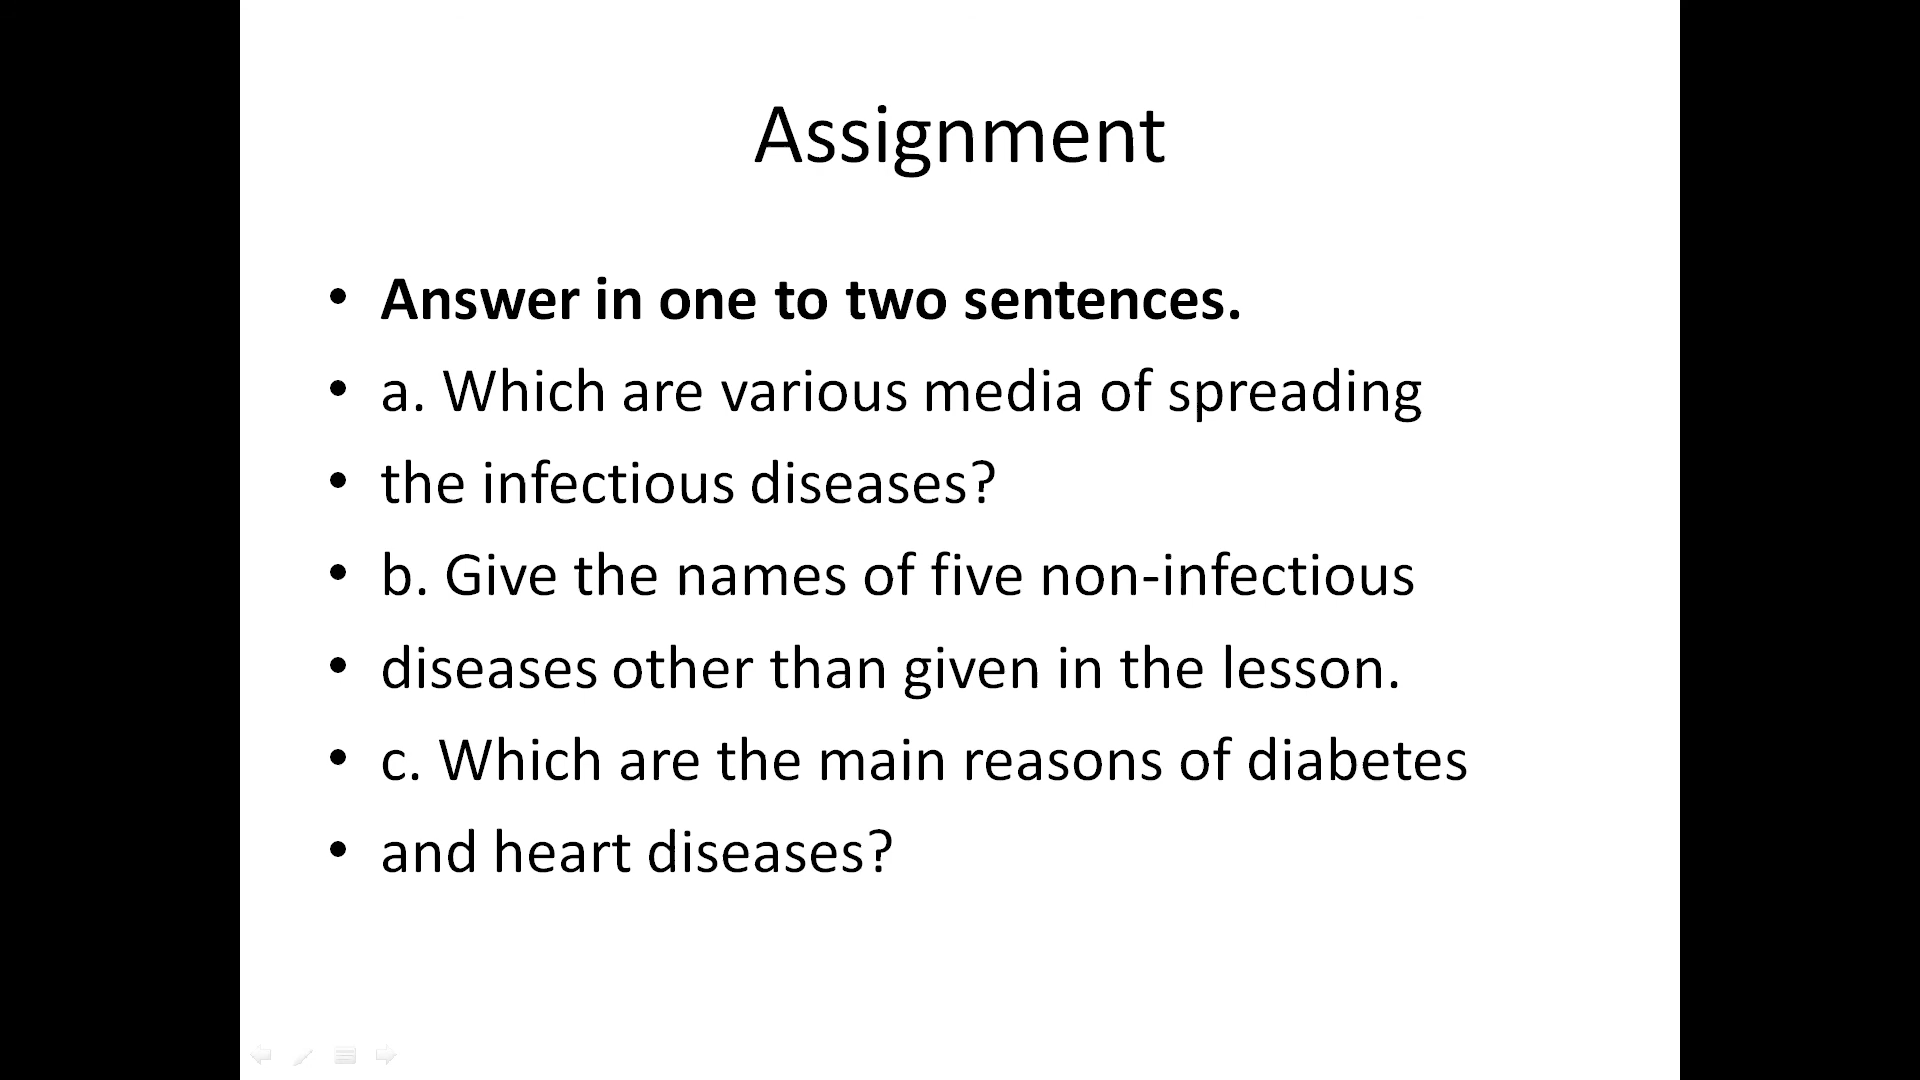 Assignment
• Answer in one to two sentences.
• a. Which are various media of spreading
• the infectious diseases?
• b. Give the names of five non-infectious
• diseases other than given in the lesson.
• c. Which are the main reasons of diabetes
• and heart diseases?